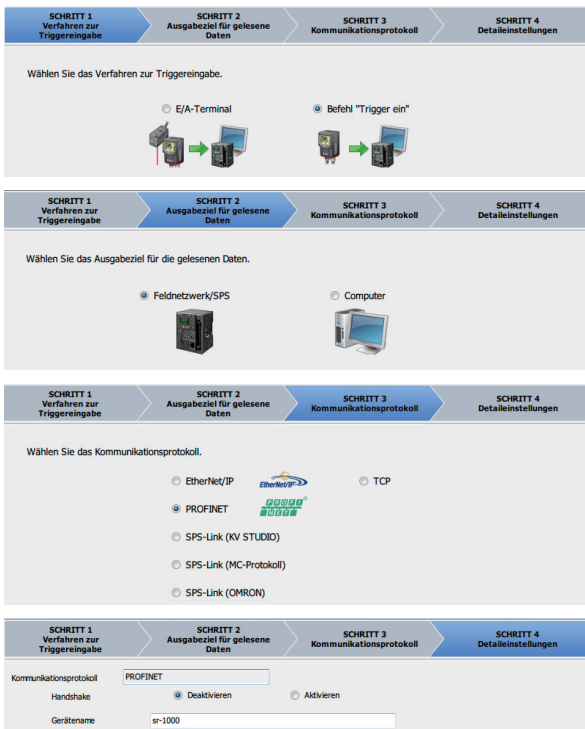 SCHRITT 1
Verfahren zur
Triggereingabe
SCHRITT 2
Ausgabeziel für gelesene
Daten
SCHRITT 3
Kommunikationsprotokoll
SCHRITT 4
Detaileinstellungen
Wählen Sie das Verfahren zur Triggereingabe.
E/A-Terminal
Befehl "Trigger ein"
SCHRITT 1
Verfahren zur
Triggereingabe
SCHRITT 2
Ausgabeziel für gelesene
Daten
SCHRITT 3
Kommunikationsprotokoll
SCHRITT 4
Detaileinstellungen
Wählen Sie das Ausgabeziel für die gelesenen Daten.
Feldnetzwerk/SPS
Computer
SCHRITT 1
Verfahren zur
Triggereingabe
SCHRITT 2
Ausgabeziel für gelesene
Daten
SCHRITT 3
Kommunikationsprotokoll
SCHRITT 4
Detaileinstellungen
Wählen Sie das Kommunikationsprotokoll.
EtherNet/IP
EtherNet/IP
TCP
PROFINET
PROFI
NET
SPS-Link (KV STUDIO)
SPS-Link (MC-Protokoll)
SPS-Link (OMRON)
SCHRITT 1
Verfahren zur
Triggereingabe
SCHRITT 2
Ausgabeziel für gelesene
Daten
SCHRITT 3
Kommunikationsprotokoll
SCHRITT 4
Detaileinstellungen
Kommunikationsprotokoll PROFINET
Handshake Deaktivieren Aktivieren
Gerätename sr-1000